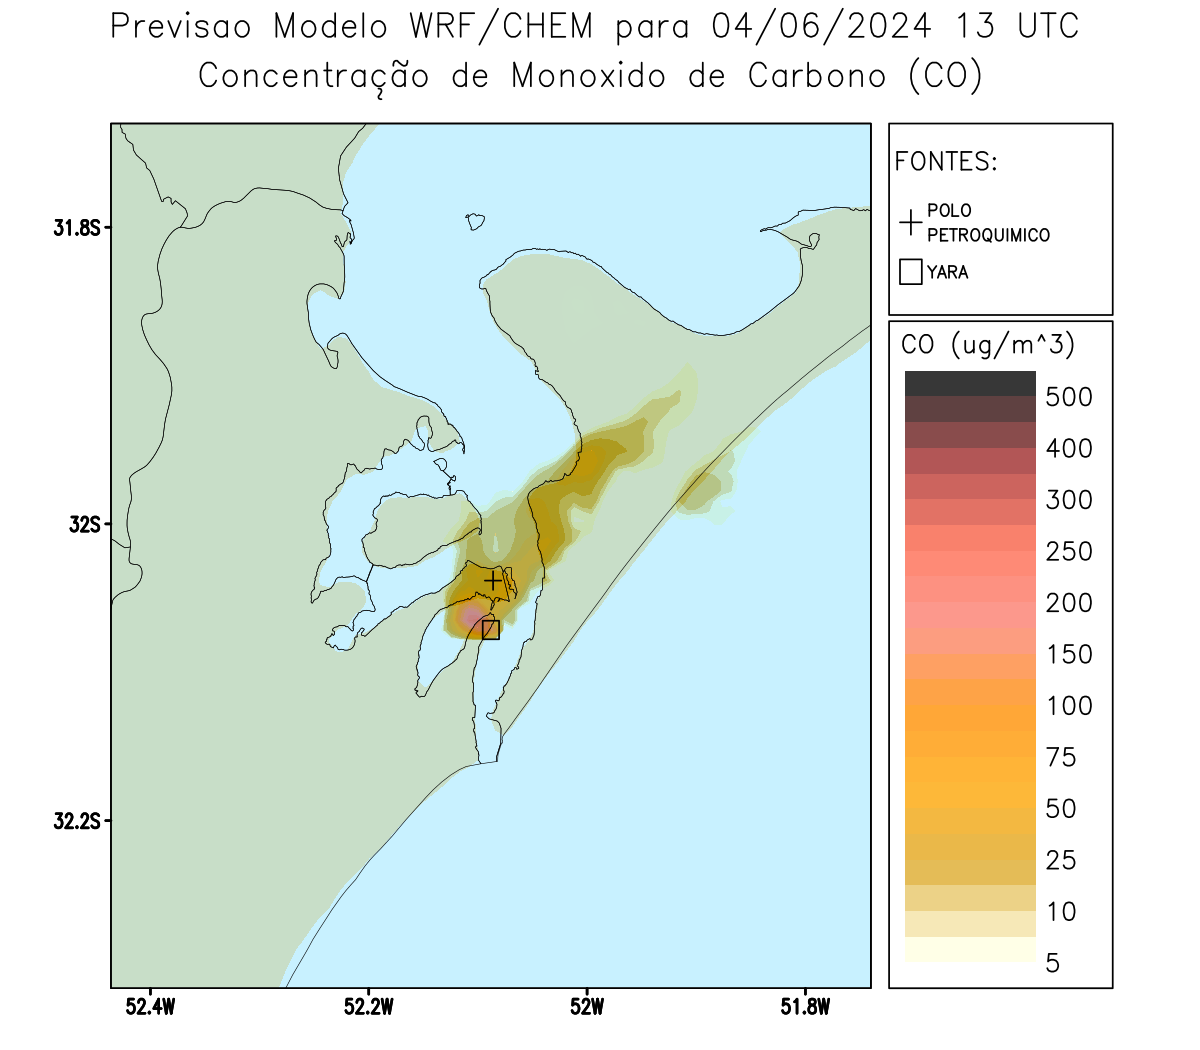 Previsao Modelo WRF/CHEM para 04/06/2024 13 UTC
Concentração de Monoxido de Carbono (CO)
FONTES:
POLO
PETROQUIMICO
YARA
CO (ug/m^3)
500
400
300
250
200
150
100
75
50
25
10
5
31.8S
32S
32.2S
52.4W
52.2W
52W
51.8W